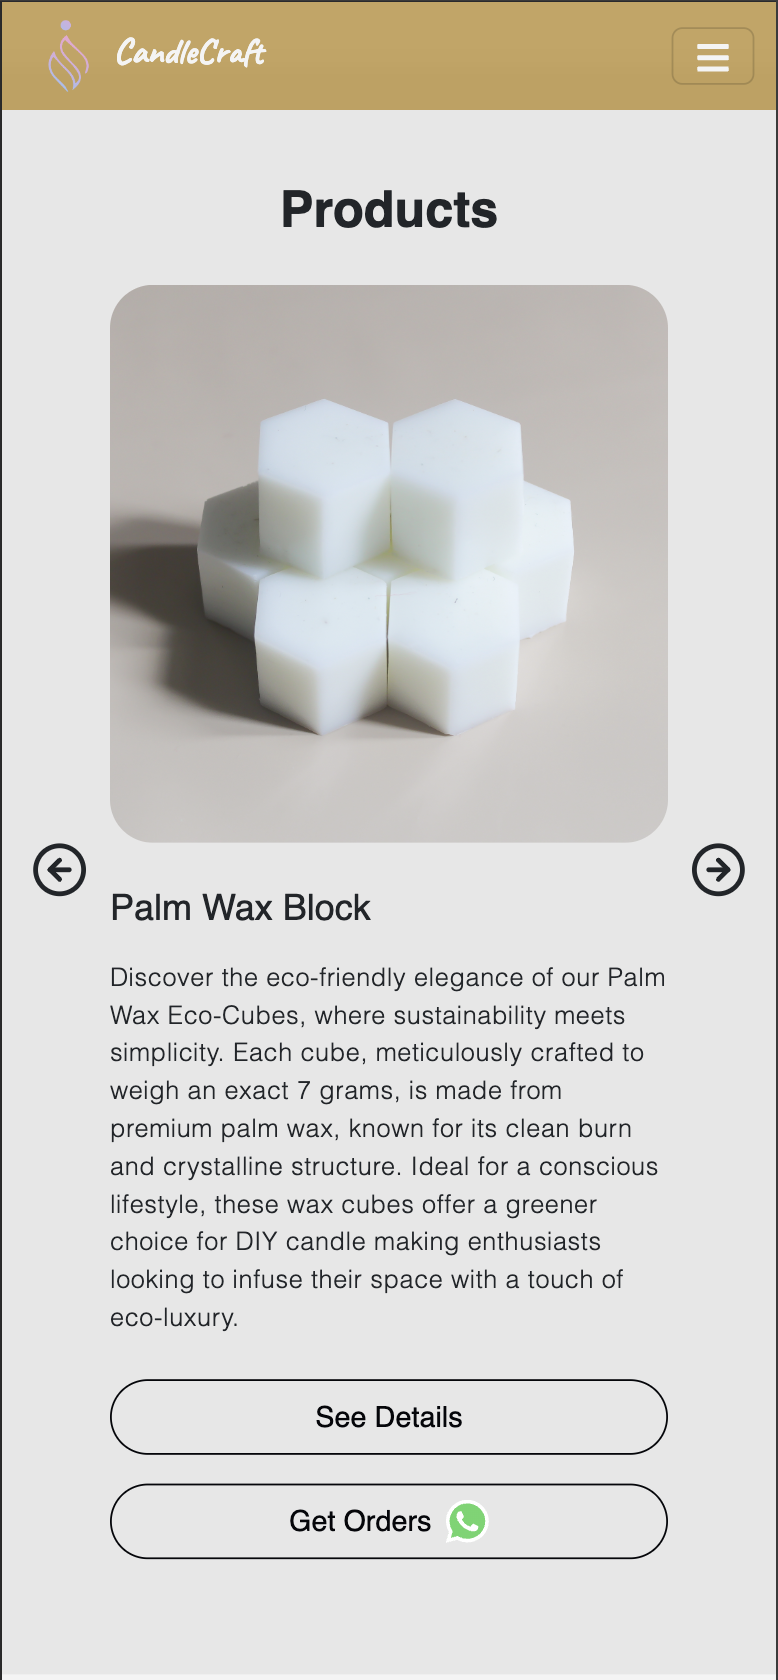 CandleCraft
Products
Palm Wax Block
Discover the eco-friendly elegance of our Palm
Wax Eco-Cubes, where sustainability meets
simplicity. Each cube, meticulously crafted to
weigh an exact 7 grams, is made from
premium palm wax, known for its clean burn
and crystalline structure. Ideal for a conscious
lifestyle, these wax cubes offer a greener
choice for DIY candle making enthusiasts
looking to infuse their space with a touch of
eco-luxury.
See Details
Get Orders